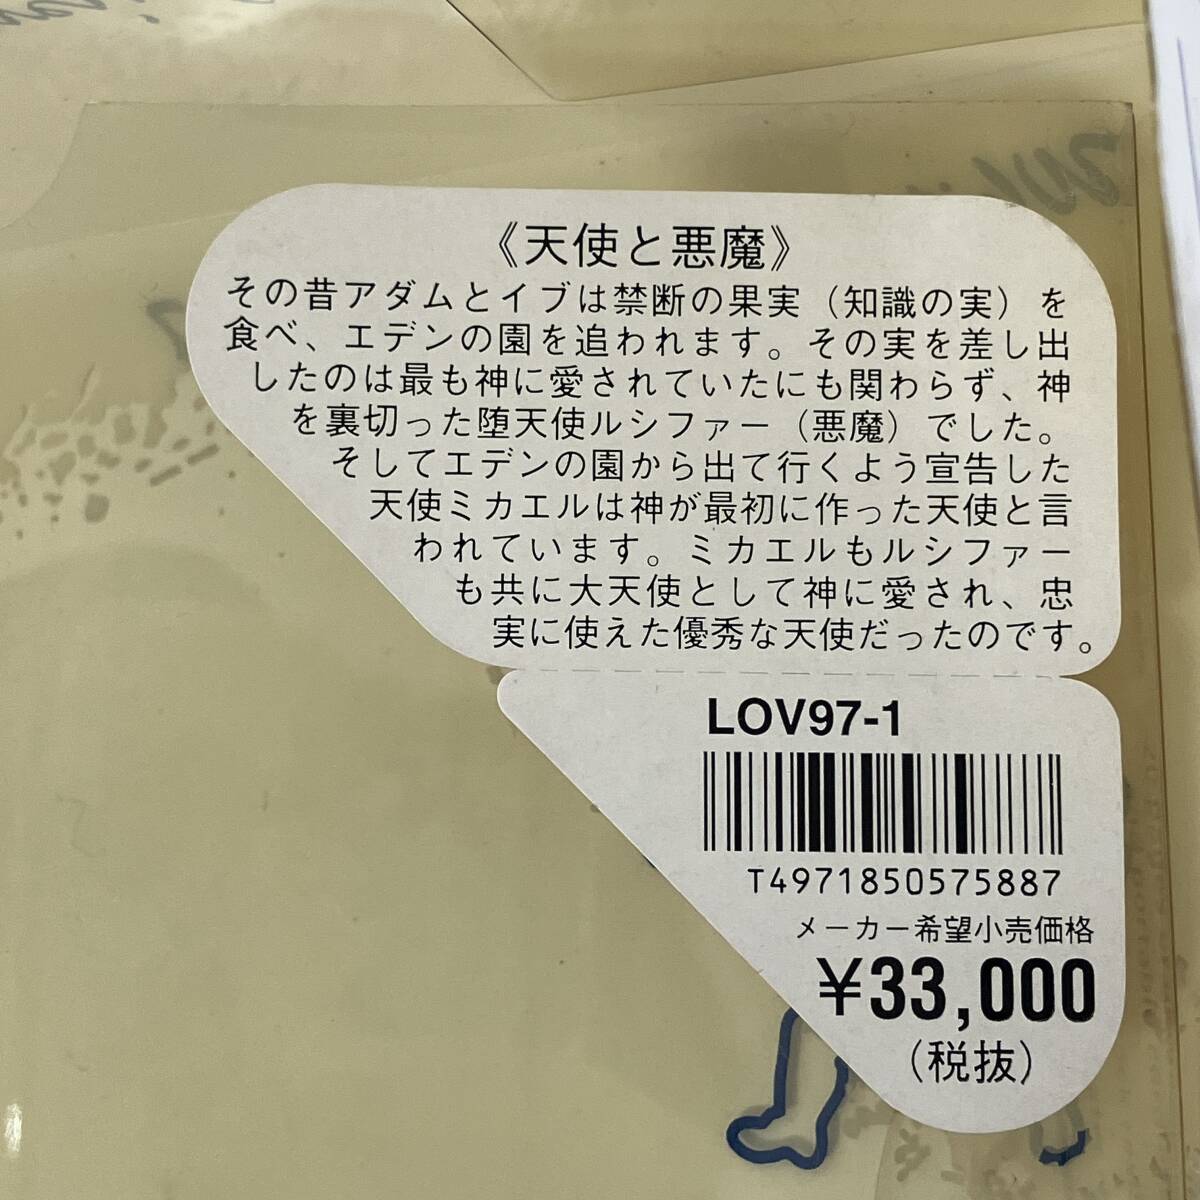 《天使と悪魔》
その昔アダムとイブは禁断の果実（知識の実）を
食べ、エデンの園を追われます。その実を差し出
したのは最も神に愛されていたにも関わらず、神
を裏切った堕天使ルシファー（悪魔）でした。
そしてエデンの園から出て行くよう宣告した
天使ミカエルは神が最初に作った天使と言
われています。ミカエルもルシファー
も共に大天使として神に愛され、忠
実に使えた優秀な天使だったのです。
LOV97-1
T4971850575887
メーカー希望小売価格
¥33,000
（税抜）